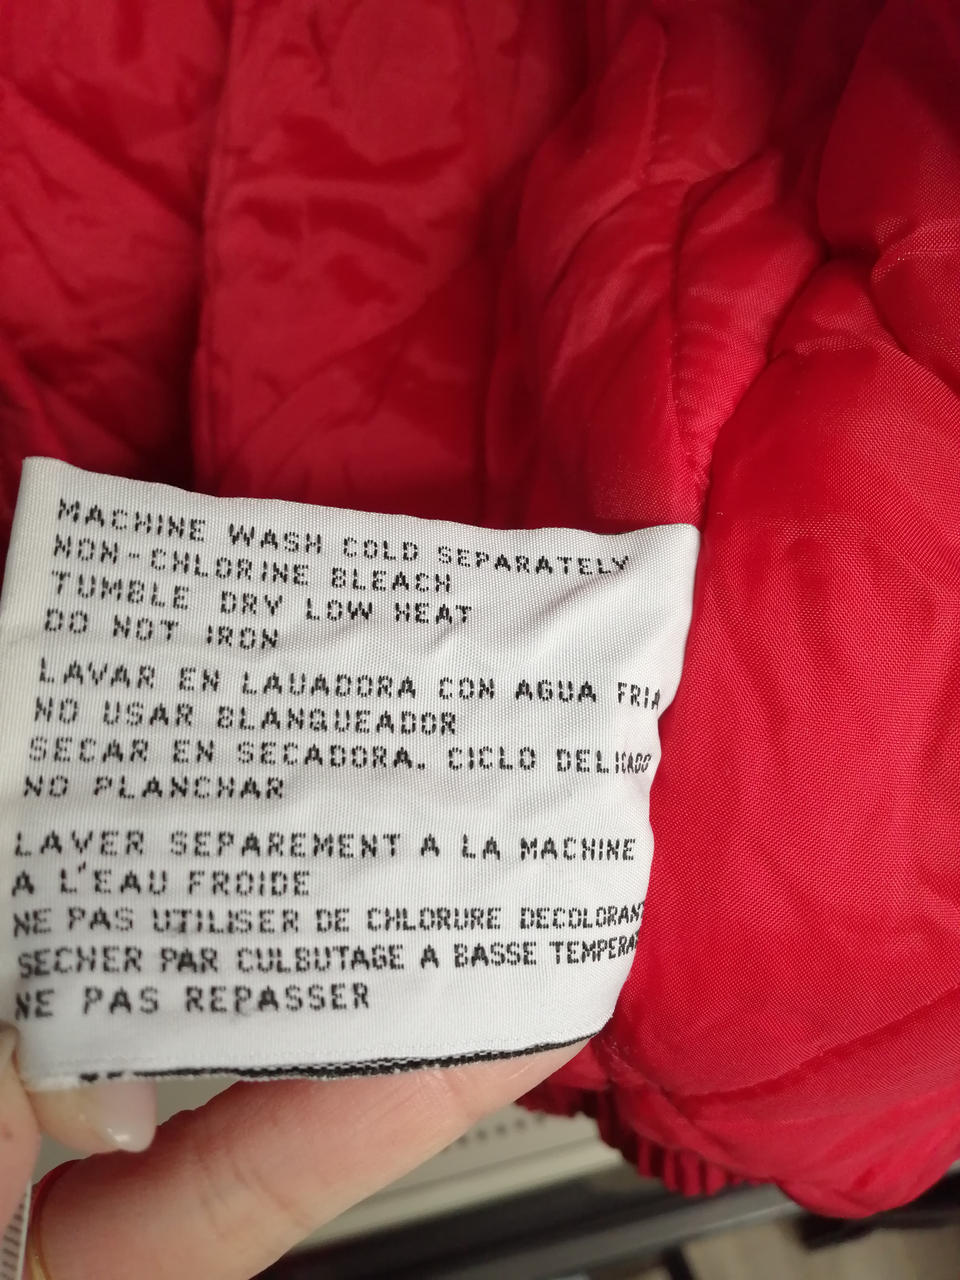 MACHINE WASH COLD SEPARATELY
NON-CHLORINE BLEACH
TUMBLE DRY LOW HEAT
DO NOT IRON
LAVAR EN LAUADORA CON AGUA FRIA
NO USAR BLANQUEADOR
SECAR EN SECADORA. CICLO DELICADO
NO PLANCHAR
LAVER SEPAREMENT A LA MACHINE
A L'EAU FROIDE
NE PAS UTILISER DE CHLORURE DECOLORANT
SECHER PAR CULBUTAGE A BASSE TEMPERA
NE PAS REPASSER